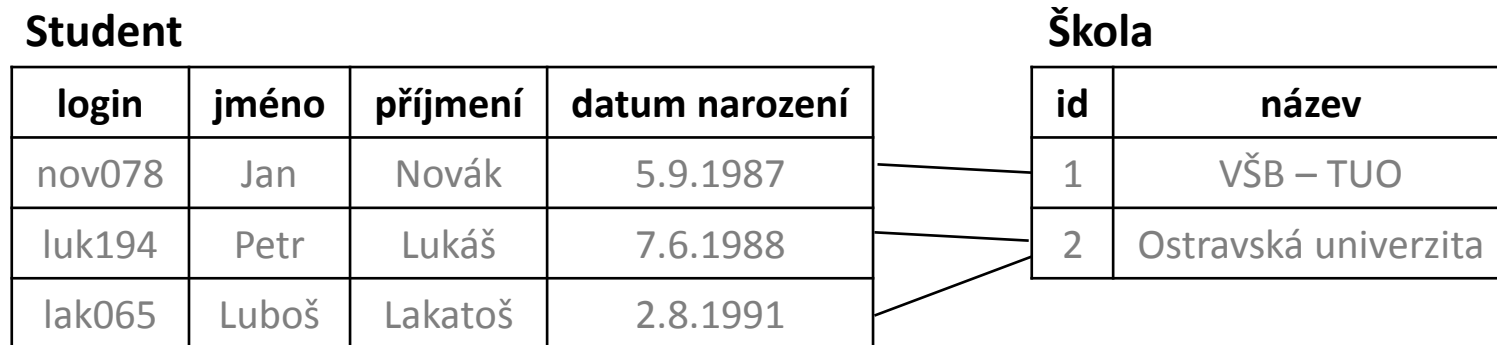 Student Škola
login jméno příjmení datum narození id název
nov078 Jan Novák 5.9.1987 1 VŠB – TUO
luk194 Petr Lukáš 7.6.1988 2 Ostravská univerzita
lak065 Luboš Lakatoš 2.8.1991